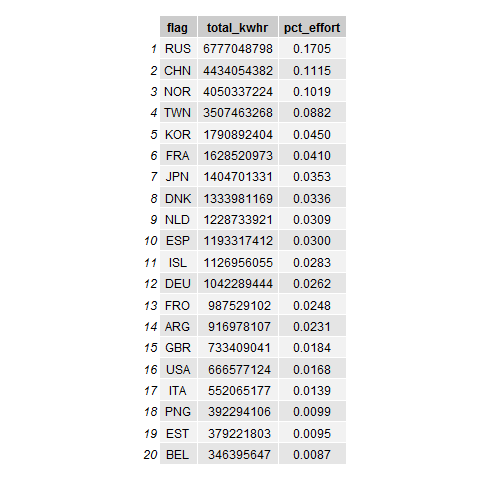 flag total_kwhr pct_effort
1 RUS 6777048798 0.1705
2 CHN 4434054382 0.1115
3 NOR 4050337224 0.1019
4 TWN 3507463268 0.0882
5 KOR 1790892404 0.0450
6 FRA 1628520973 0.0410
7 JPN 1404701331 0.0353
8 DNK 1333981169 0.0336
9 NLD 1228733921 0.0309
10 ESP 1193317412 0.0300
11 ISL 1126956055 0.0283
12 DEU 1042289444 0.0262
13 FRO 987529102 0.0248
14 ARG 916978107 0.0231
15 GBR 733409041 0.0184
16 USA 666577124 0.0168
17 ITA 552065177 0.0139
18 PNG 392294106 0.0099
19 EST 379221803 0.0095
20 BEL 346395647 0.0087